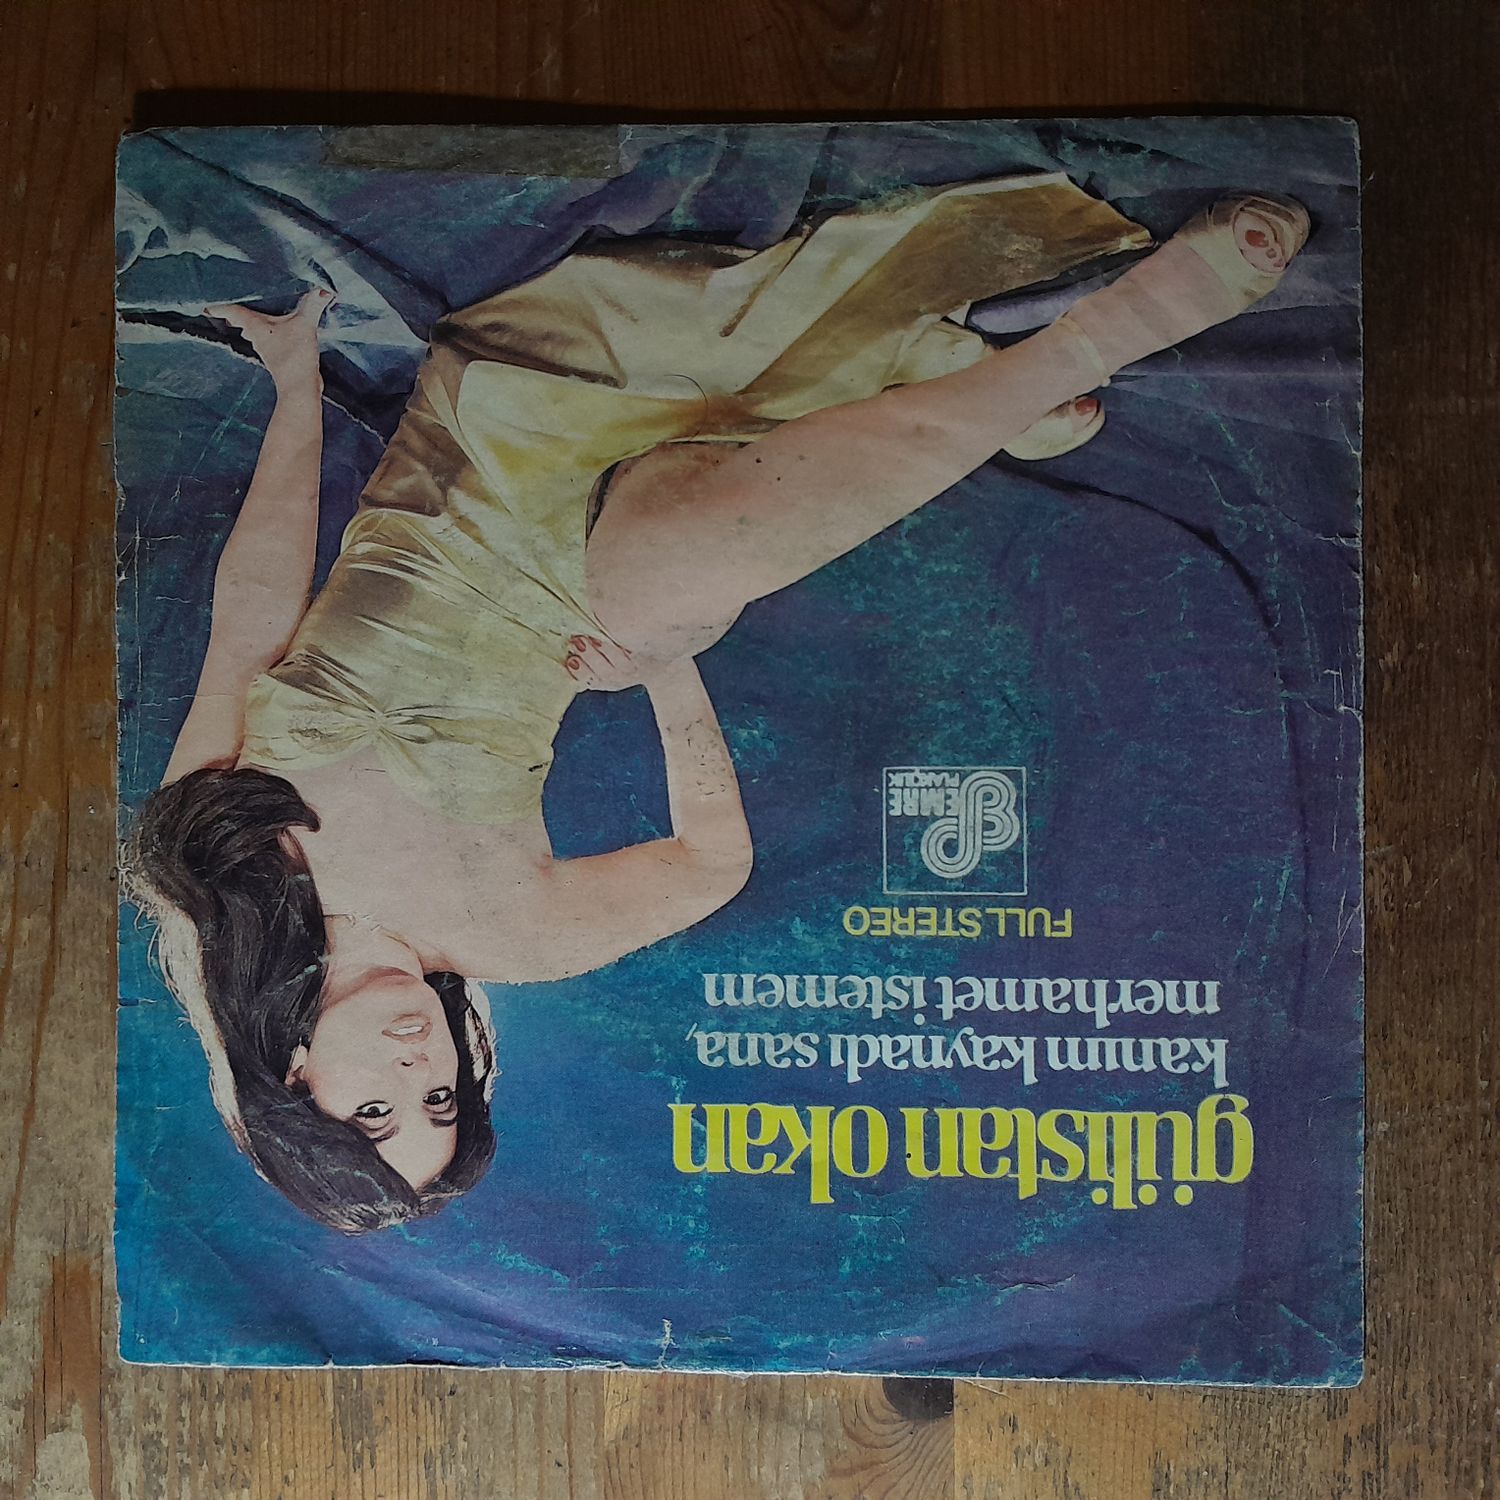 gülistan okan
kanım kaynadı sana,
merhamet istemem
FULL STEREO
EMRE
PLAKÇILIK